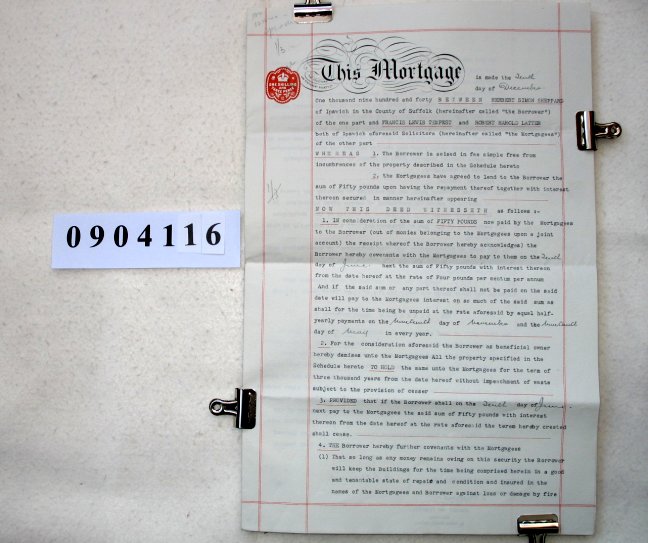 0904116
This Mortgage is made the Tenth
day of December
ONE SHILLING
One thousand nine hundred and forty BETWEEN HERBERT SIMON SHEPPARD
of Ipswich in the County of Suffolk (hereinafter called "the Borrower")
of the one part and FRANCIS LEWIS TEMPEST and ROBERT HAROLD LATTER
both of Ipswich aforesaid Solicitors (hereinafter called "the Mortgagees")
of the other part
WHEREAS 1. The Borrower is seized in fee simple free from
incumbrances of the property described in the Schedule hereto
2. the Mortgagees have agreed to lend to the Borrower the
sum of Fifty pounds upon having the repayment thereof together with interest
thereon secured in manner hereinafter appearing
NOW THIS DEED WITNESSETH as follows :-
1. IN consideration of the sum of FIFTY POUNDS now paid by the Mortgagees
to the Borrower (out of monies belonging to the Mortgagees upon a joint
account) the receipt whereof the Borrower hereby acknowledges) the
Borrower hereby covenants with the Mortgagees to pay to them on the Tenth
day of June next the sum of Fifty pounds with interest thereon
from the date hereof at the rate of Four pounds per centum per annum
And if the said sum or any part thereof shall not be paid on the said
date will pay to the Mortgagees interest on so much of the said sum as
shall for the time being be unpaid at the rate aforesaid by equal half-
yearly payments on the day of November and the
day of May in every year.
2. For the consideration aforesaid the Borrower as beneficial owner
hereby demises unto the Mortgagees All the property specified in the
Schedule hereto TO HOLD the same unto the Mortgagees for the term of
three thousand years from the date hereof without impeachment of waste
subject to the provision of cesser
3. PROVIDED that if the Borrower shall on the Tenth day of June
next pay to the Mortgagees the said sum of Fifty pounds with interest
thereon from the date hereof at the rate aforesaid the term hereby created
shall cease.
4. THE Borrower hereby further covenants with the Mortgagees
(1) That so long as any money remains owing on this security the Borrower
will keep the buildings for the time being comprised herein in a good
and tenantable state of repair and condition and insured in the
names of the Mortgagees and Borrower against loss or damage by fire